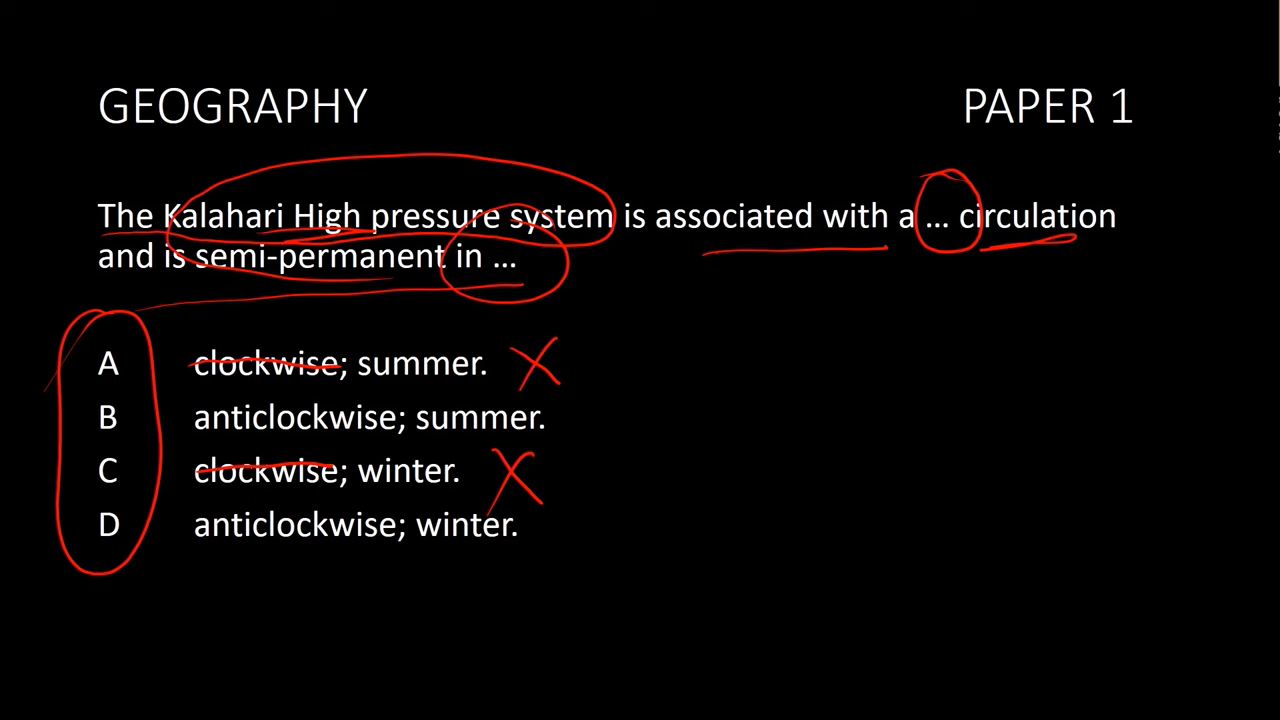 GEOGRAPHY PAPER 1
The Kalahari High pressure system is associated with a ... circulation
and is semi-permanent in ...
A clockwise; summer.
B anticlockwise; summer.
C clockwise; winter.
D anticlockwise; winter.